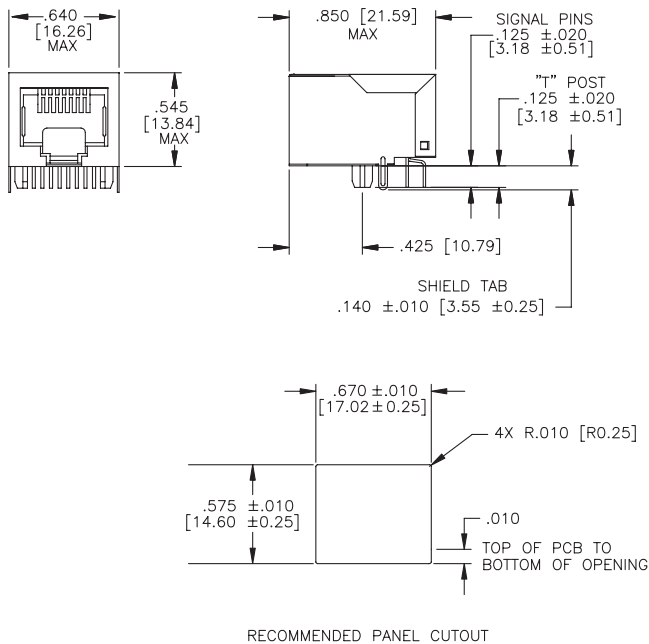 .640
[16.26]
MAX
.545
[13.84]
MAX
.850 [21.59]
MAX
SIGNAL PINS
.125 ±.020
[3.18 ±0.51]
"T" POST
.125 ±.020
[3.18 ±0.51]
.425 [10.79]
SHIELD TAB
.140 ±.010 [3.55 ±0.25]
.670 ±.010
[17.02±0.25]
4X R.010 [R0.25]
.575 ±.010
[14.60 ±0.25]
.010
TOP OF PCB TO
BOTTOM OF OPENING
RECOMMENDED PANEL CUTOUT